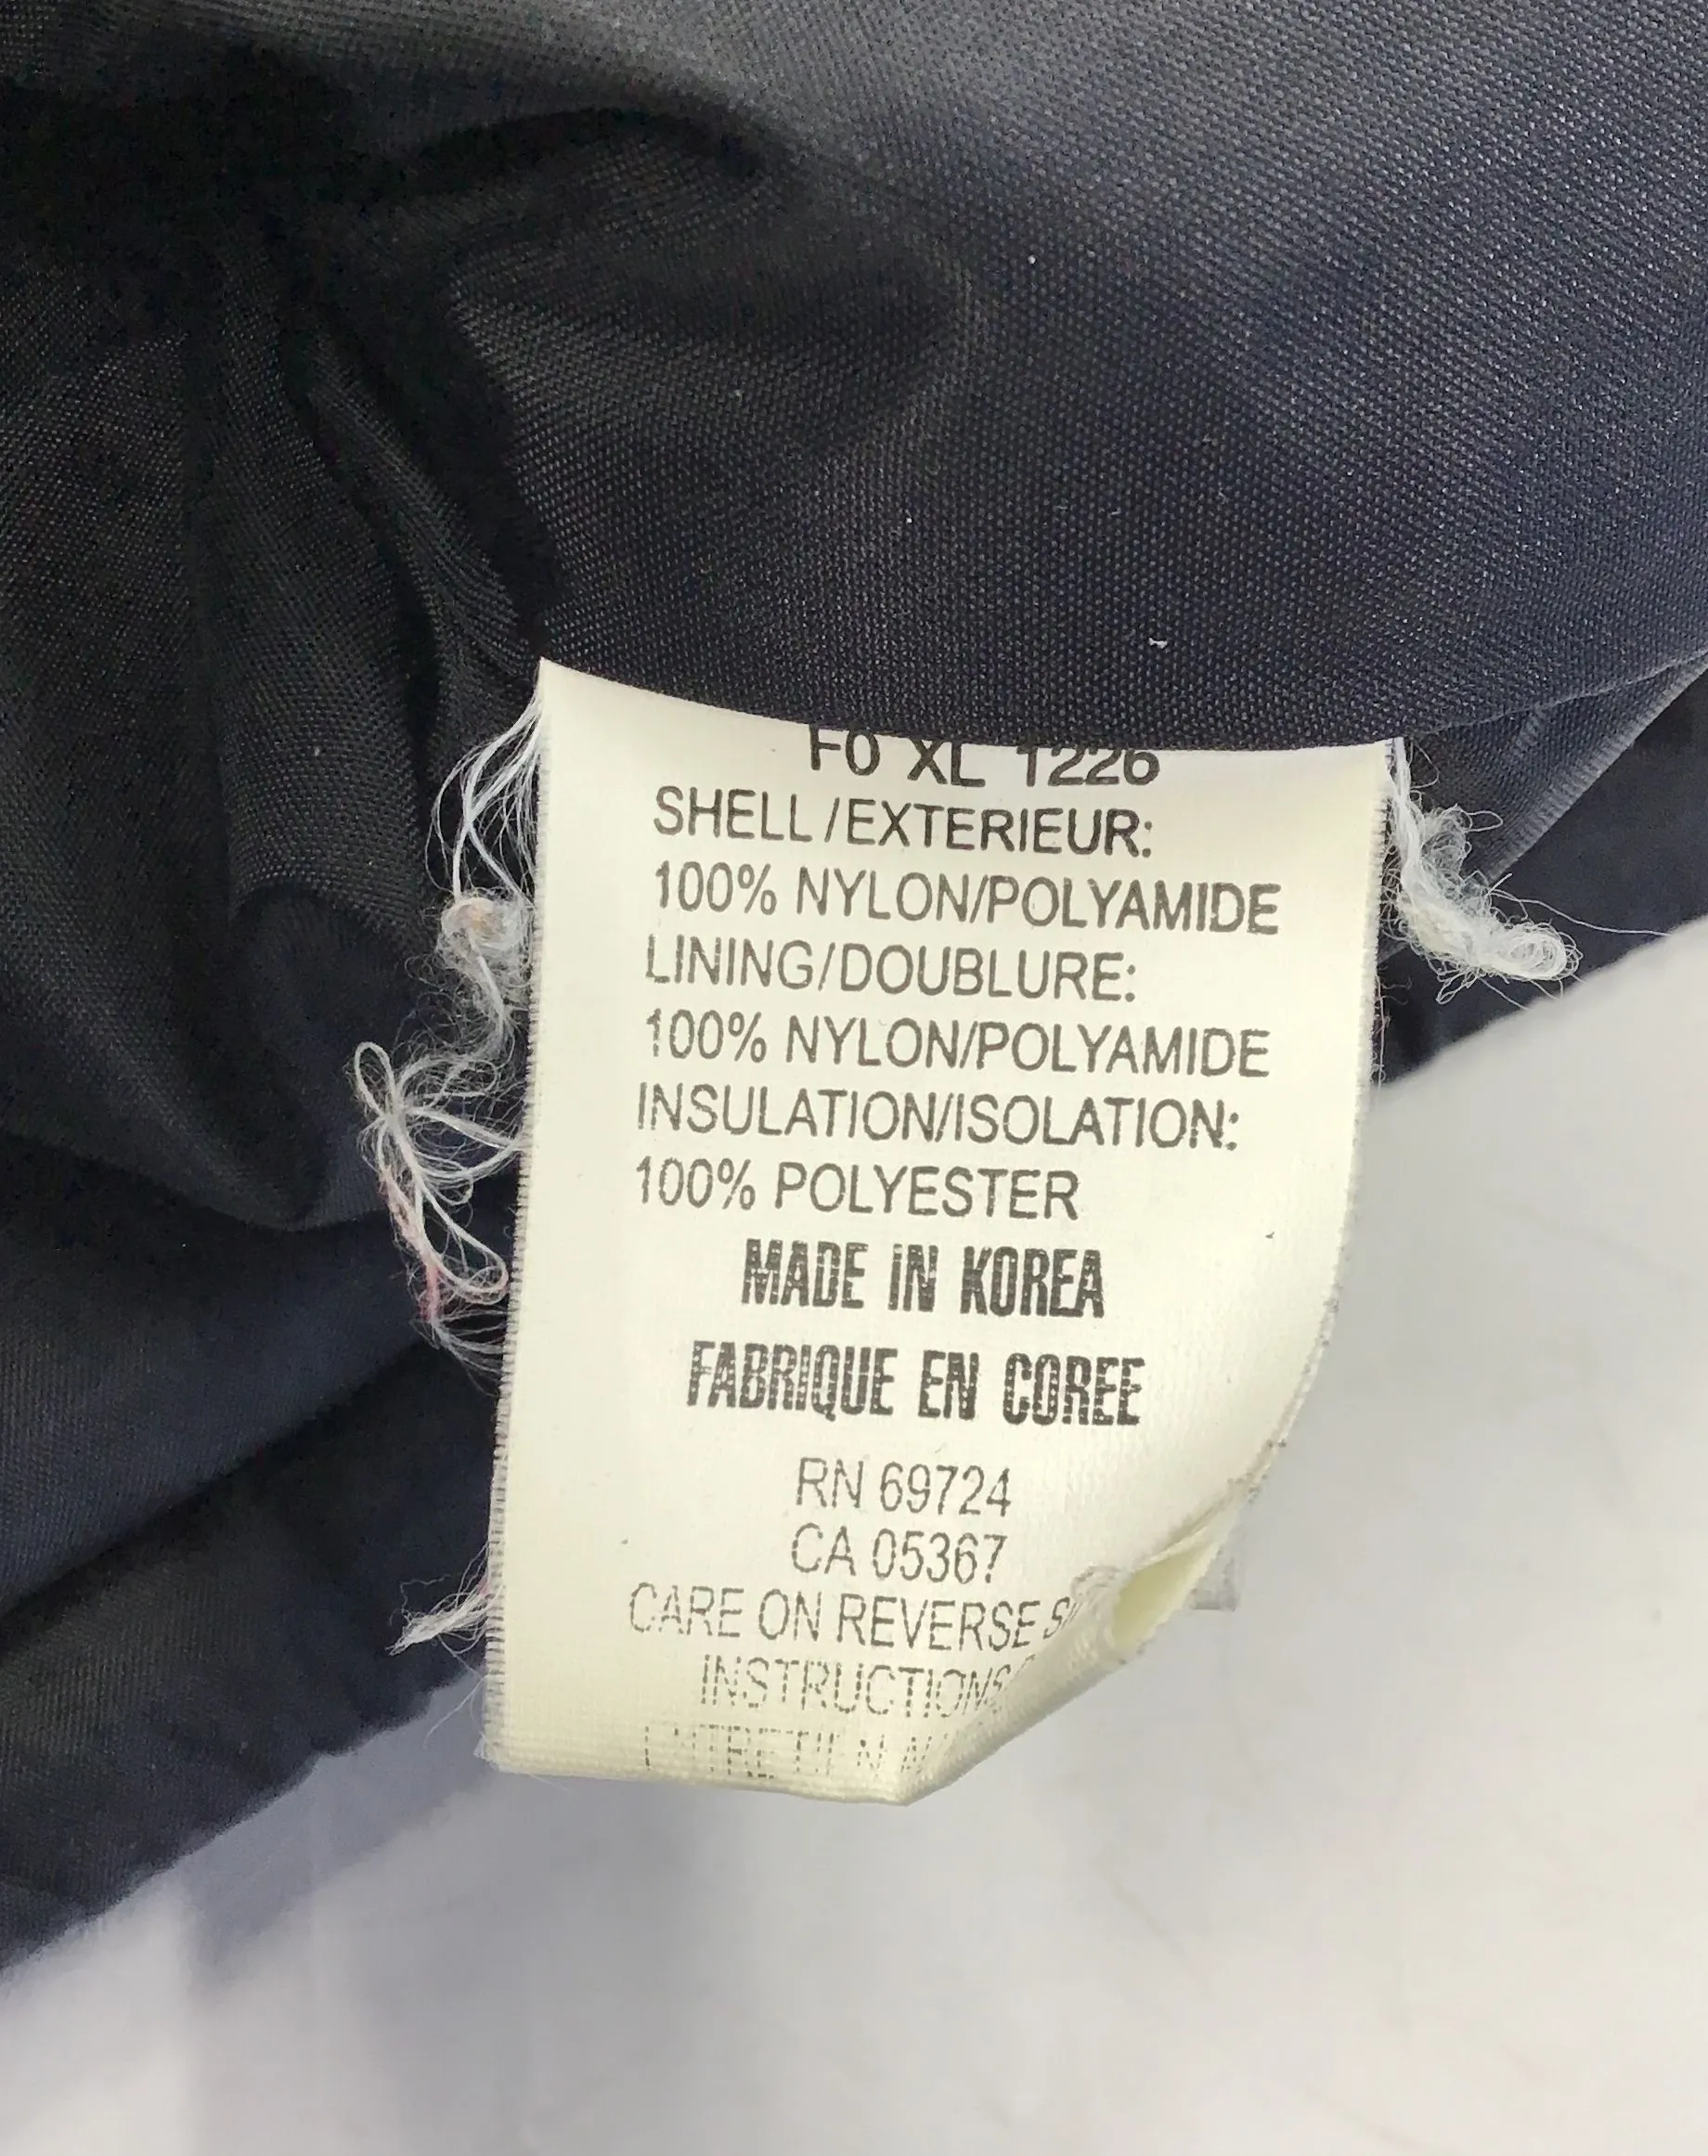 F0 XL 1226
SHELL/EXTERIEUR:
100% NYLON/POLYAMIDE
LINING/DOUBLURE:
100% NYLON/POLYAMIDE
INSULATION/ISOLATION:
100% POLYESTER
MADE IN KOREA
FABRIQUE EN COREE
RN 69724
CA 05367
CARE ON REVERSE
INSTRUCTIONS